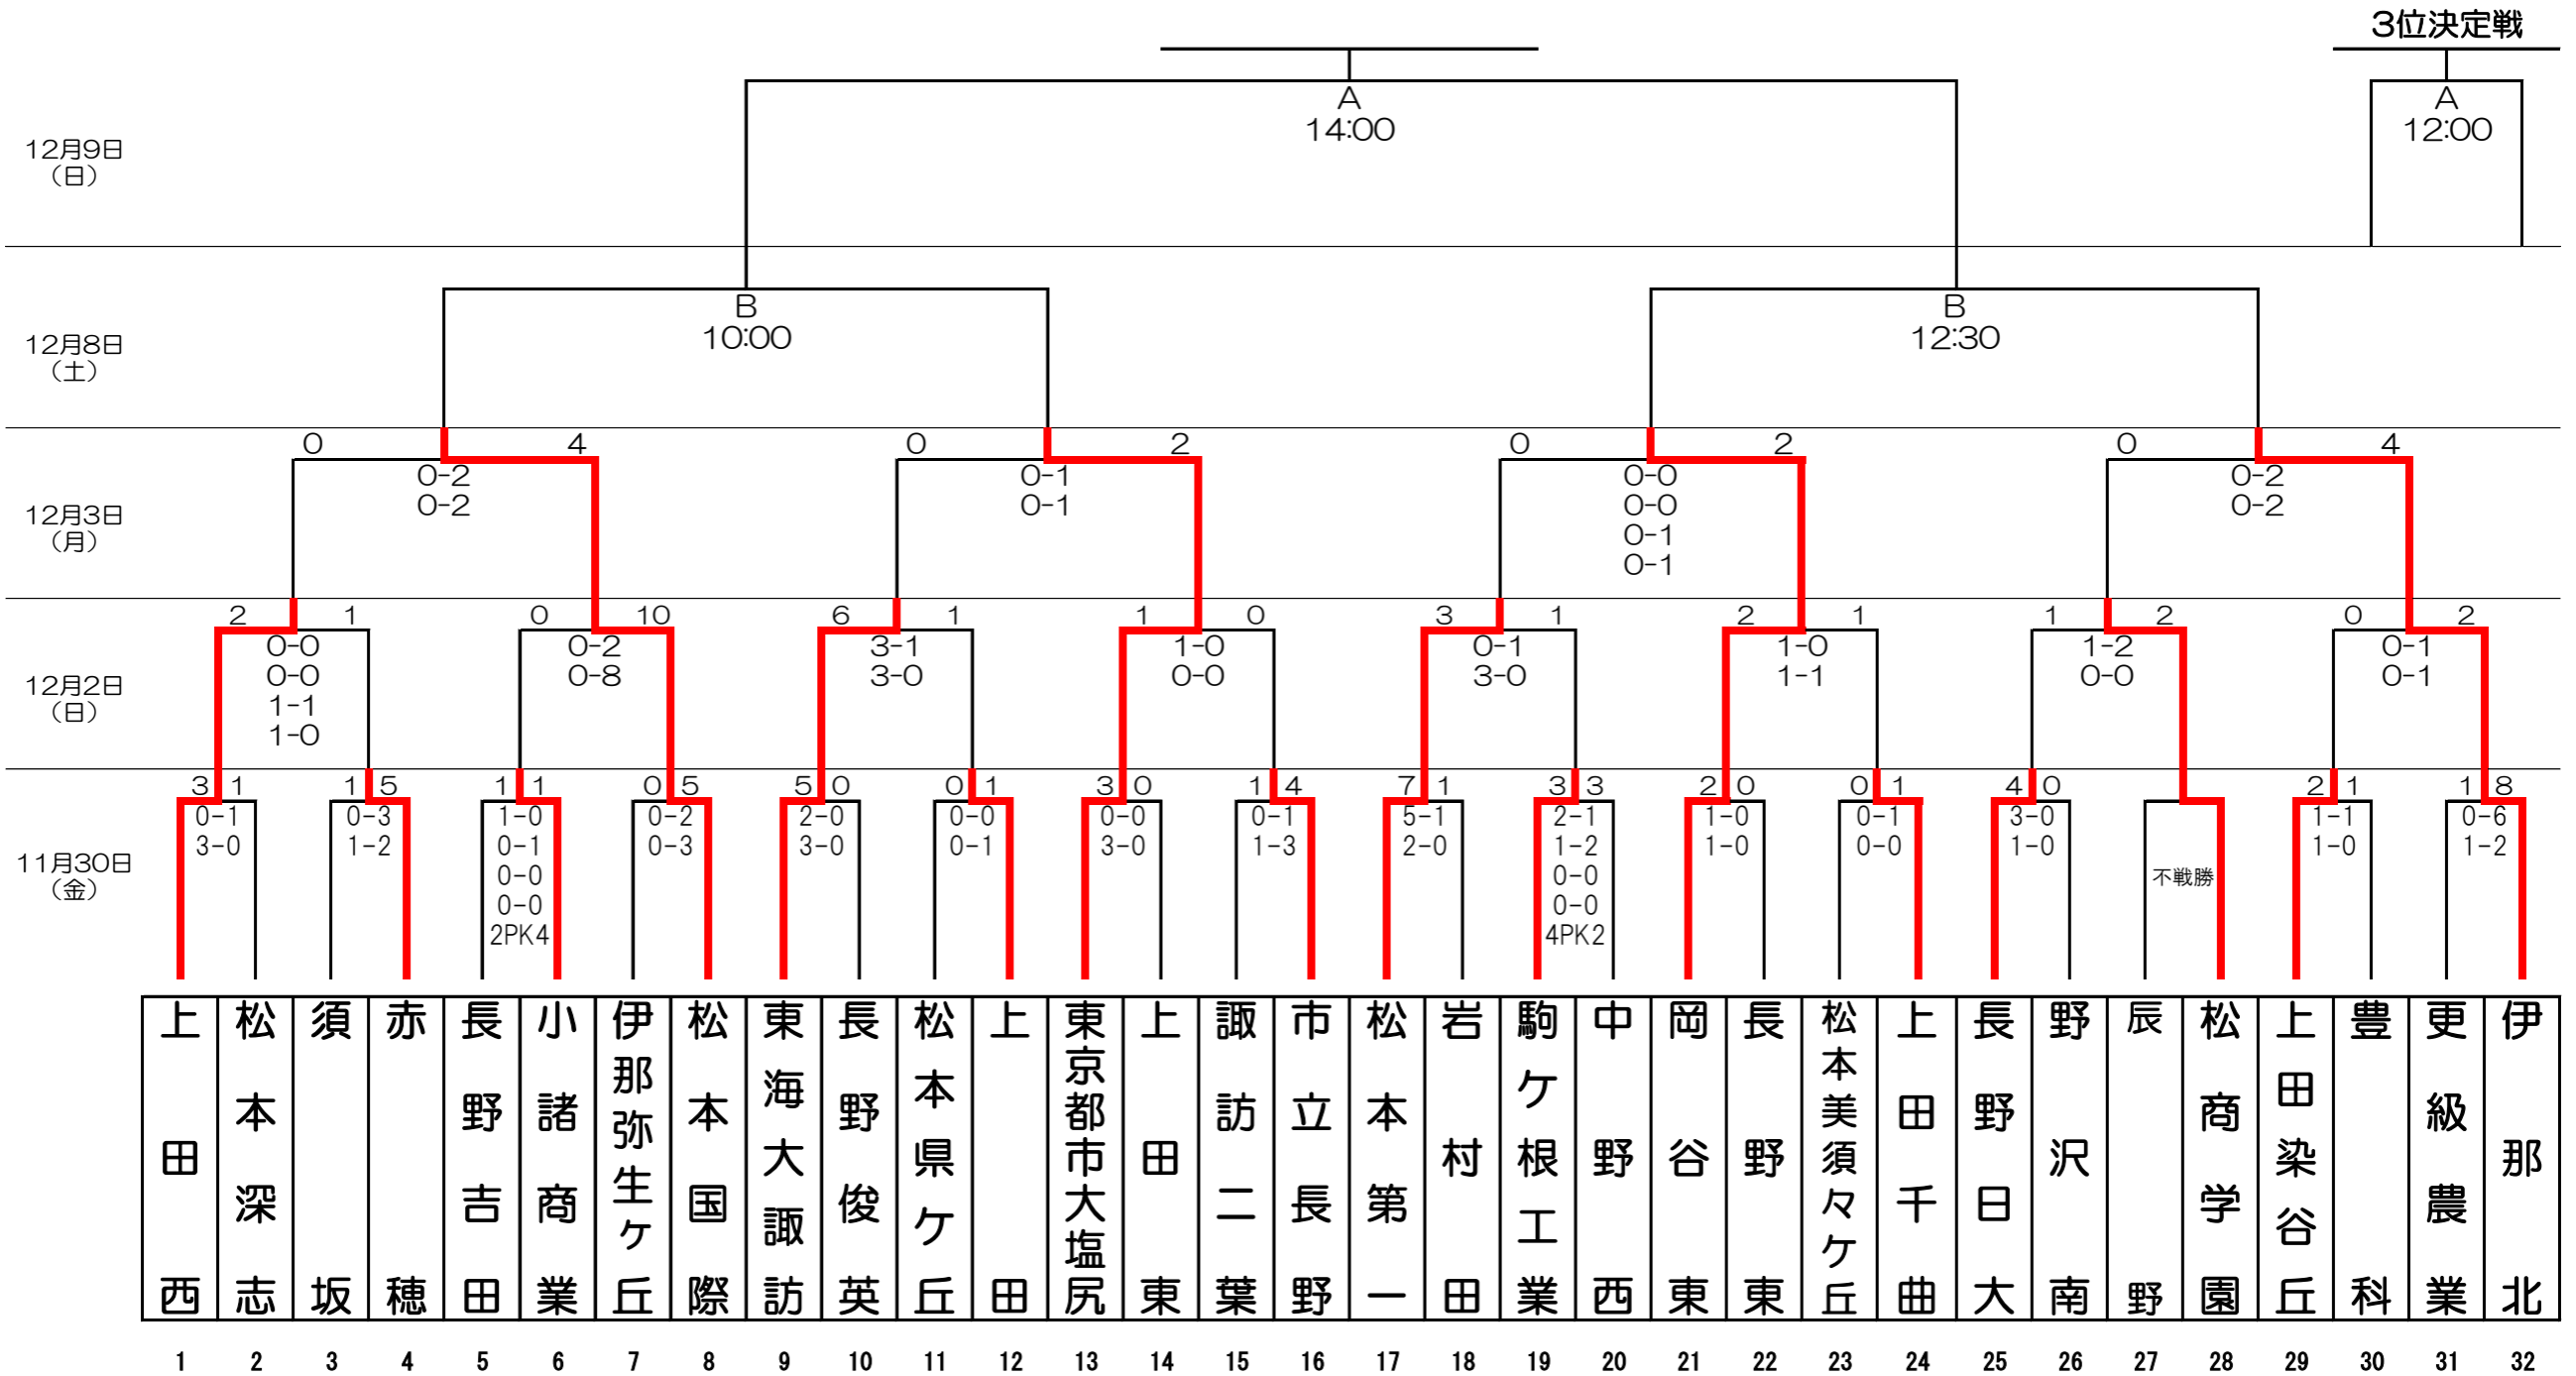 3位決定戦
A
14:00
A
12:00
12月9日
（日）
B
10:00
B
12:30
12月8日
（土）
0 4 0 2 0 2 0 4
0-2 0-1 0-0 0-2
0-2 0-1 0-0 0-2
0-1
0-1
12月3日
（月）
2 1 0 10 6 1 1 0 3 1 2 1 1 2 0 2
0-0 0-2 3-1 1-0 0-1 1-0 1-2 0-1
0-0 0-8 3-0 0-0 3-0 1-1 0-0 0-1
1-1
1-0
12月2日
（日）
3 1 1 5 1 1 0 5 5 0 0 1 3 0 1 4 7 1 3 3 2 0 0 1 4 0 2 1 1 8
0-1 0-3 1-0 0-2 2-0 0-0 0-0 0-1 5-1 2-1 1-0 0-1 3-0 1-1 0-6
3-0 1-2 0-1 0-3 3-0 0-1 3-0 1-3 2-0 1-2 1-0 0-0 1-0 1-0 1-2
0-0 0-0 不戦勝
0-0 0-0
2PK4 4PK2
11月30日
（金）
上田西
松本深志
須坂
赤穂
長野吉田
小諸商業
伊那弥生ケ丘
松本国際
東海大諏訪
長野俊英
松本県ケ丘
上田
東京都市大塩尻
上田東
諏訪二葉
市立長野
松本第一
岩村田
駒ケ根工業
中野西
岡谷東
長野東
松本美須々ケ丘
上田千曲
長野日大
野沢南
辰野
松商学園
上田染谷丘
豊科
更級農業
伊那北
1 2 3 4 5 6 7 8 9 10 11 12 13 14 15 16 17 18 19 20 21 22 23 24 25 26 27 28 29 30 31 32